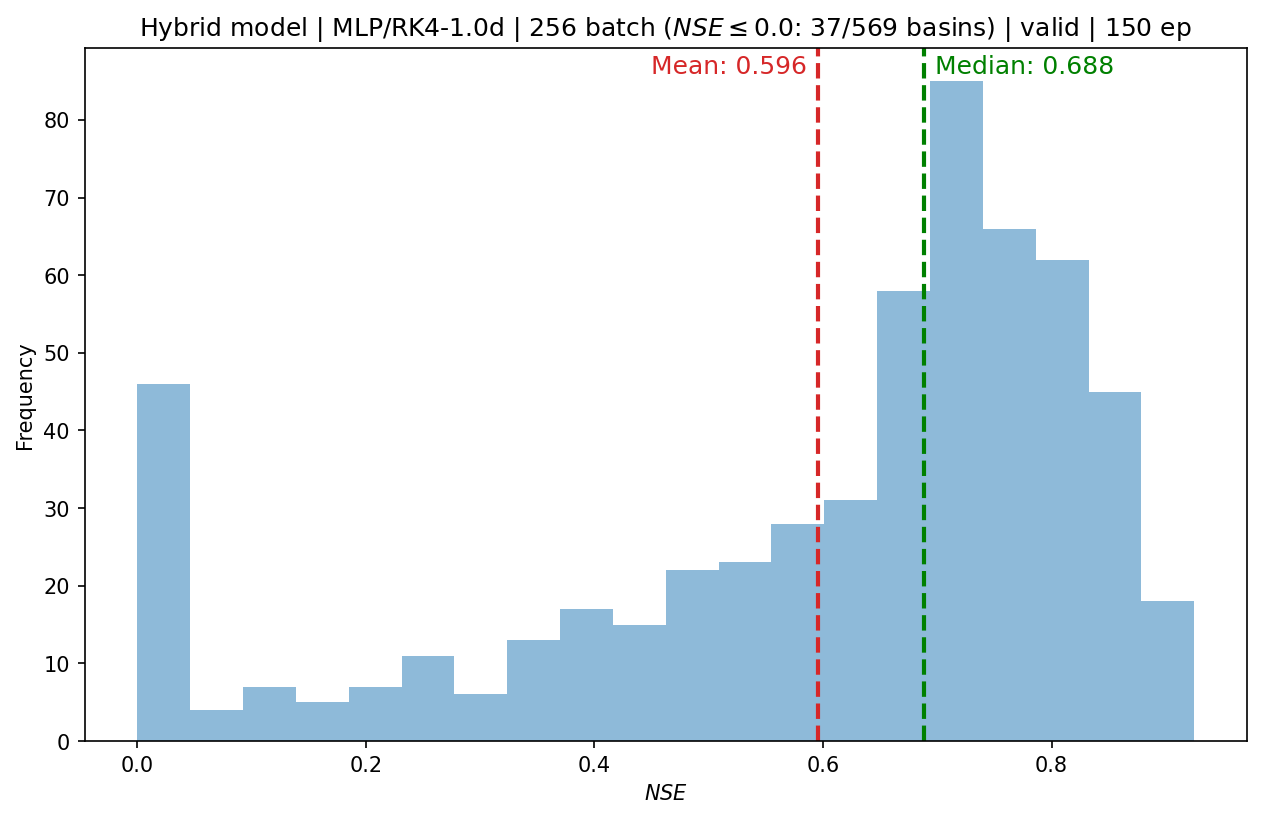 Hybrid model | MLP/RK4-1.0d | 256 batch (NSE ≤ 0.0: 37/569 basins) | valid | 150 ep
Mean: 0.596
Median: 0.688
80
70
60
50
40
30
20
10
0
Frequency
0.0 0.2 0.4 0.6 0.8
NSE